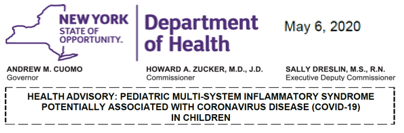 NEW YORK
STATE OF
OPPORTUNITY.
Department
of Health
May 6, 2020
ANDREW M. CUOMO
Governor
HOWARD A. ZUCKER, M.D., J.D.
Commissioner
SALLY DRESLIN, M.S., R.N.
Executive Deputy Commissioner
HEALTH ADVISORY: PEDIATRIC MULTI-SYSTEM INFLAMMATORY SYNDROME
POTENTIALLY ASSOCIATED WITH CORONAVIRUS DISEASE (COVID-19)
IN CHILDREN